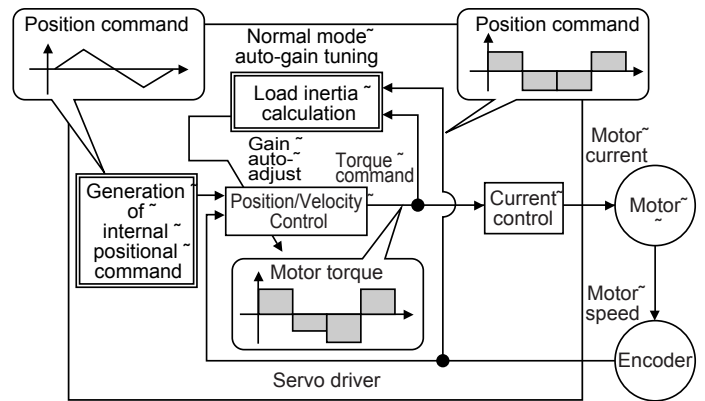 Position command
Normal mode˜
auto-gain tuning
Position command
Load inertia ˜
calculation
Gain ˜
auto- ˜
adjust
Torque ˜
command
Motor˜
current
Generation ˜
of ˜
internal ˜
positional ˜
command
Position/Velocity ˜
Control
Current˜
control
Motor˜
˜
Motor torque
Motor˜
speed
Encoder
Servo driver